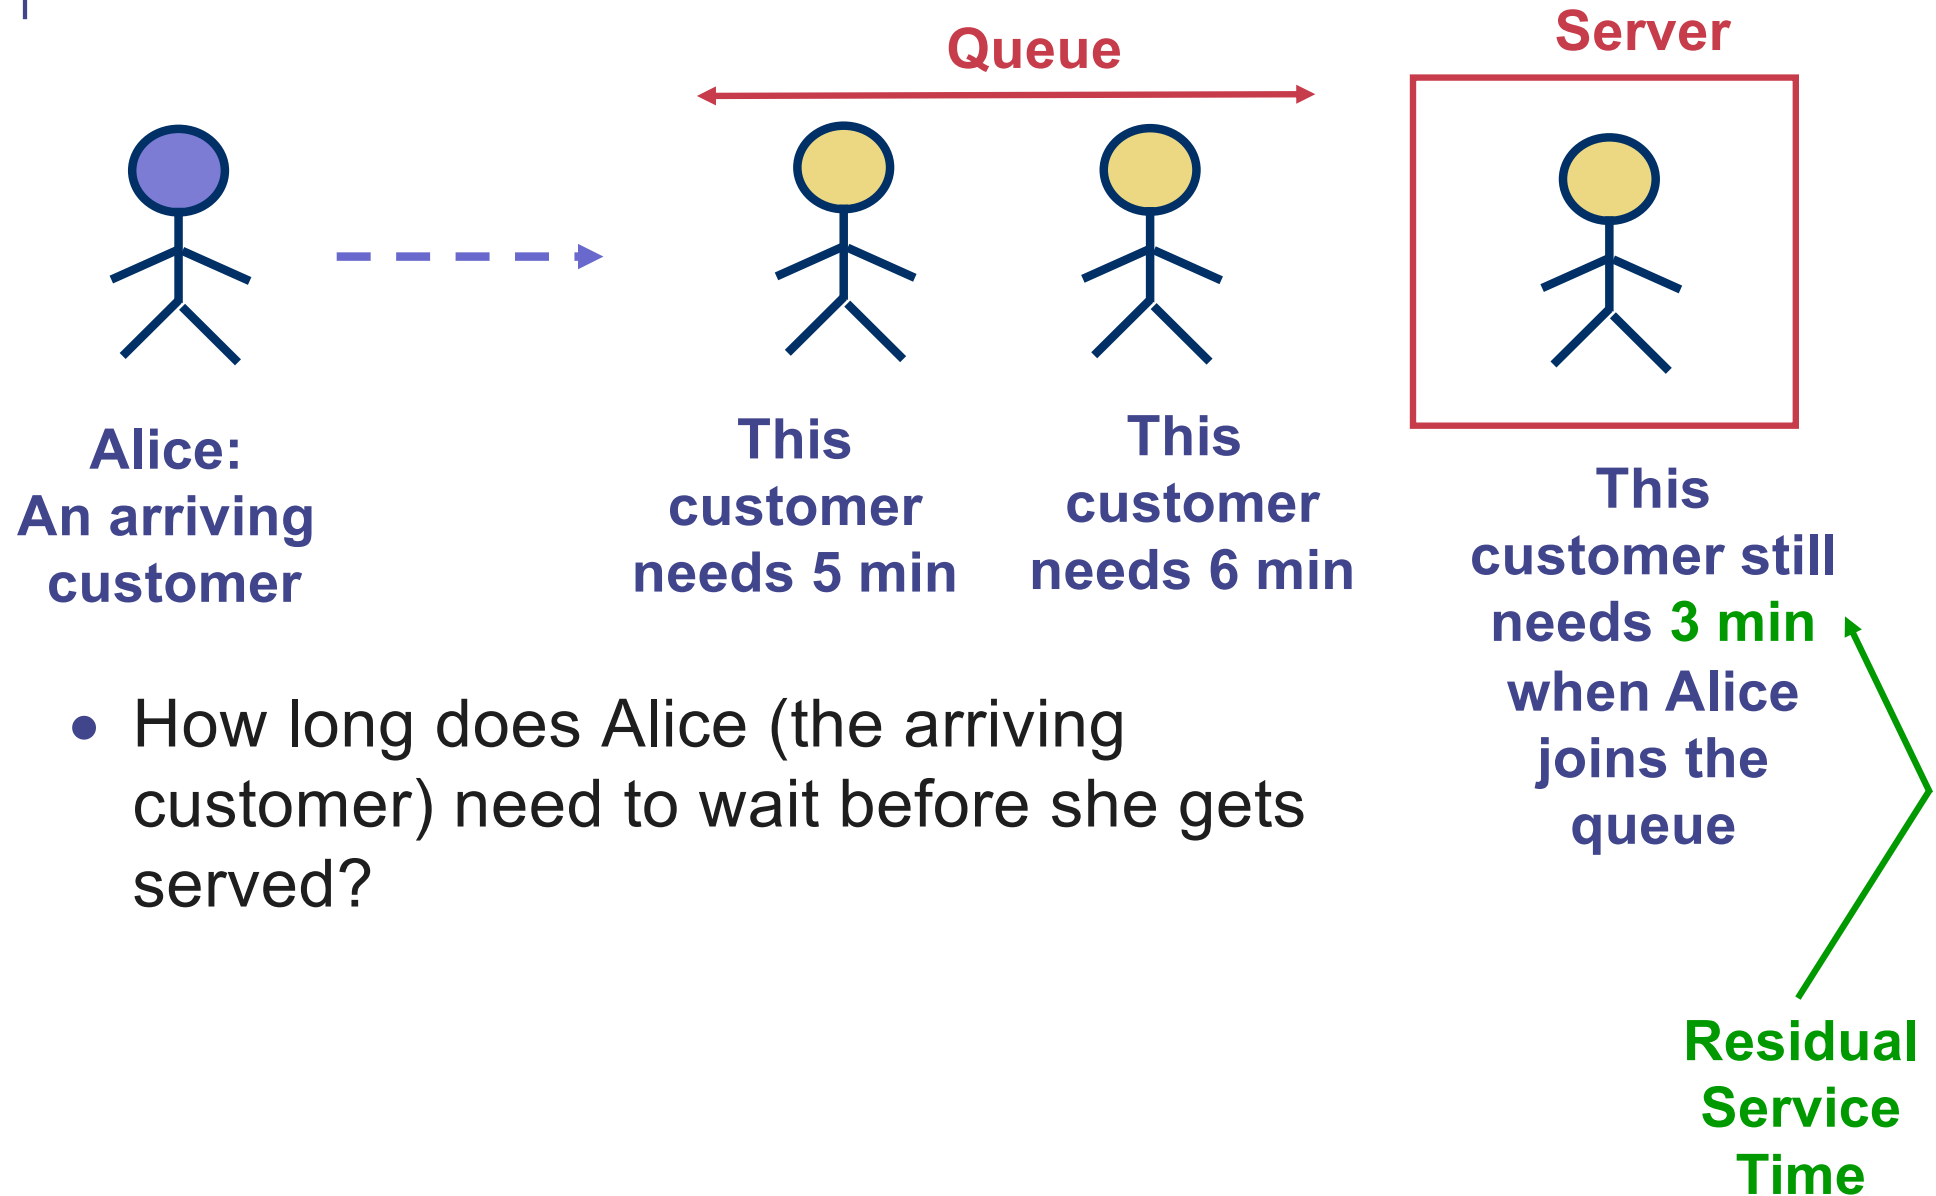 Queue
Server
Alice:
An arriving
customer
This
customer
needs 5 min
This
customer
needs 6 min
This
customer still
needs 3 min
when Alice
joins the
queue
• How long does Alice (the arriving
customer) need to wait before she gets
served?
Residual
Service
Time